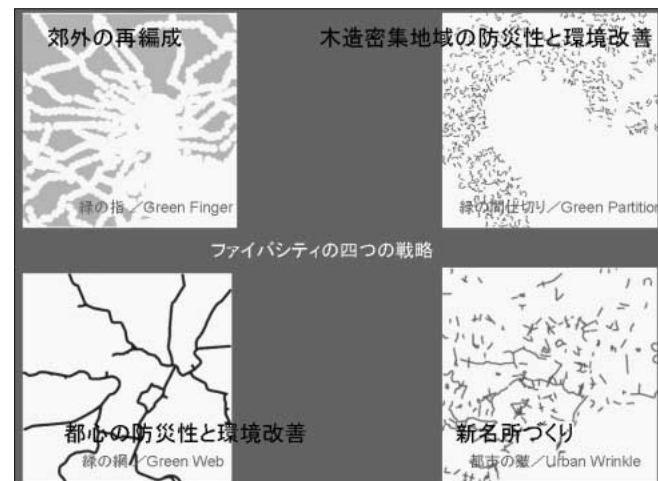 郊外の再編成
木造密集地域の防災性と環境改善
緑の指／Green Finger
緑の間仕切り／Green Partition
ファイバシティの四つの戦略
都心の防災性と環境改善
新名所づくり
緑の網／Green Web
都市の皺／Urban Wrinkle